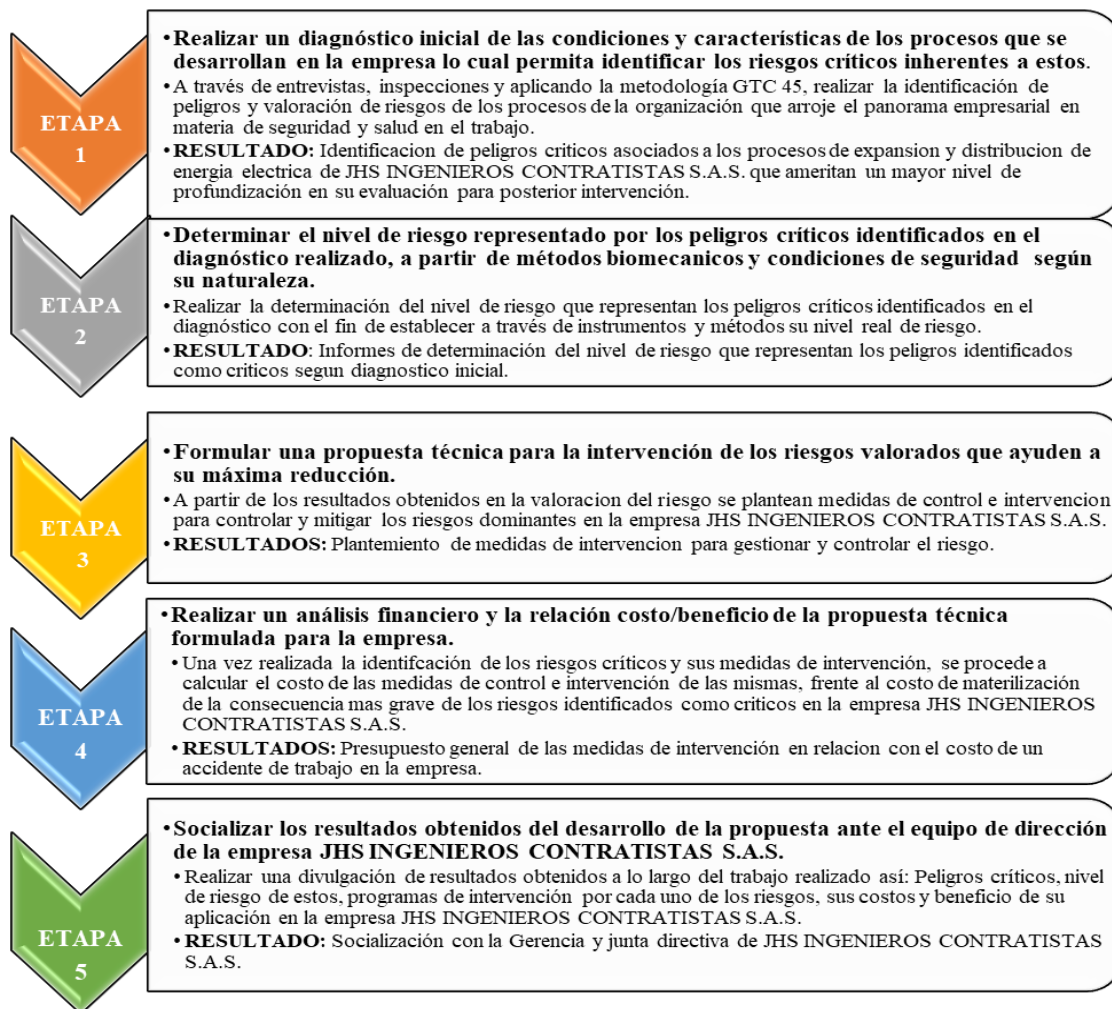 ETAPA
1
•Realizar un diagnóstico inicial de las condiciones y características de los procesos que se
desarrollan en la empresa lo cual permita identificar los riesgos críticos inherentes a estos.
•A través de entrevistas, inspecciones y aplicando la metodología GTC 45, realizar la identificación de
peligros y valoración de riesgos de los procesos de la organización que arroje el panorama empresarial en
materia de seguridad y salud en el trabajo.
•RESULTADO: Identificacion de peligros criticos asociados a los procesos de expansion y distribucion de
energia electrica de JHS INGENIEROS CONTRATISTAS S.A.S. que ameritan un mayor nivel de
profundización en su evaluación para posterior intervención.
ETAPA
2
•Determinar el nivel de riesgo representado por los peligros críticos identificados en el
diagnóstico realizado, a partir de métodos biomecanicos y condiciones de seguridad según
su naturaleza.
•Realizar la determinación del nivel de riesgo que representan los peligros críticos identificados en el
diagnóstico con el fin de establecer a través de instrumentos y métodos su nivel real de riesgo.
•RESULTADO: Informes de determinación del nivel de riesgo que representan los peligros identificados
como criticos segun diagnostico inicial.
ETAPA
3
•Formular una propuesta técnica para la intervención de los riesgos valorados que ayuden a
su máxima reducción.
•A partir de los resultados obtenidos en la valoracion del riesgo se plantean medidas de control e intervencion
para controlar y mitigar los riesgos dominantes en la empresa JHS INGENIEROS CONTRATISTAS S.A.S.
•RESULTADOS: Plantemiento de medidas de intervencion para gestionar y controlar el riesgo.
ETAPA
4
•Realizar un análisis financiero y la relación costo/beneficio de la propuesta técnica
formulada para la empresa.
•Una vez realizada la identifcación de los riesgos críticos y sus medidas de intervención, se procede a
calcular el costo de las medidas de control e intervención de las mismas, frente al costo de materilización
de la consecuencia mas grave de los riesgos identificados como criticos en la empresa JHS INGENIEROS
CONTRATISTAS S.A.S.
•RESULTADOS: Presupuesto general de las medidas de intervención en relacion con el costo de un
accidente de trabajo en la empresa.
ETAPA
5
•Socializar los resultados obtenidos del desarrollo de la propuesta ante el equipo de dirección
de la empresa JHS INGENIEROS CONTRATISTAS S.A.S.
•Realizar una divulgación de resultados obtenidos a lo largo del trabajo realizado así: Peligros críticos, nivel
de riesgo de estos, programas de intervención por cada uno de los riesgos, sus costos y beneficio de su
aplicación en la empresa JHS INGENIEROS CONTRATISTAS S.A.S.
•RESULTADO: Socialización con la Gerencia y junta directiva de JHS INGENIEROS CONTRATISTAS
S.A.S.